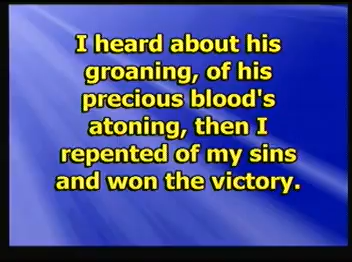 I heard about his
groaning, of his
precious blood's
atoning, then I
repented of my sins
and won the victory.